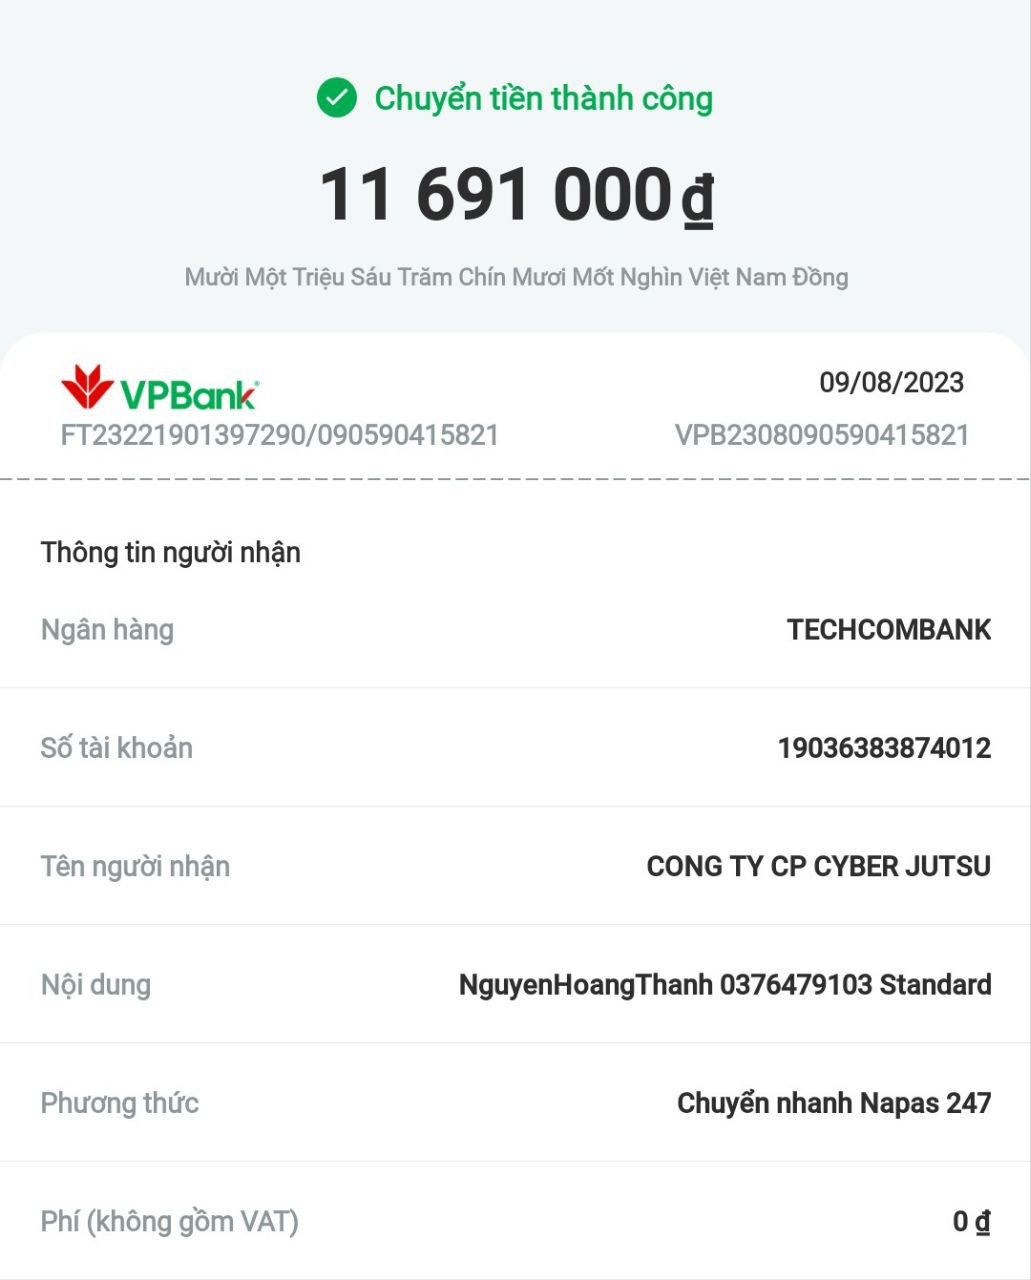 Chuyển tiền thành công
11 691 000 ₫
Mười Một Triệu Sáu Trăm Chín Mươi Mốt Nghìn Việt Nam Đồng
VPBank® 09/08/2023
FT23221901397290/090590415821 VPB2308090590415821
Thông tin người nhận
Ngân hàng TECHCOMBANK
Số tài khoản 19036383874012
Tên người nhận CONG TY CP CYBER JUTSU
Nội dung NguyenHoangThanh 0376479103 Standard
Phương thức Chuyển nhanh Napas 247
Phí (không gồm VAT) 0 ₫